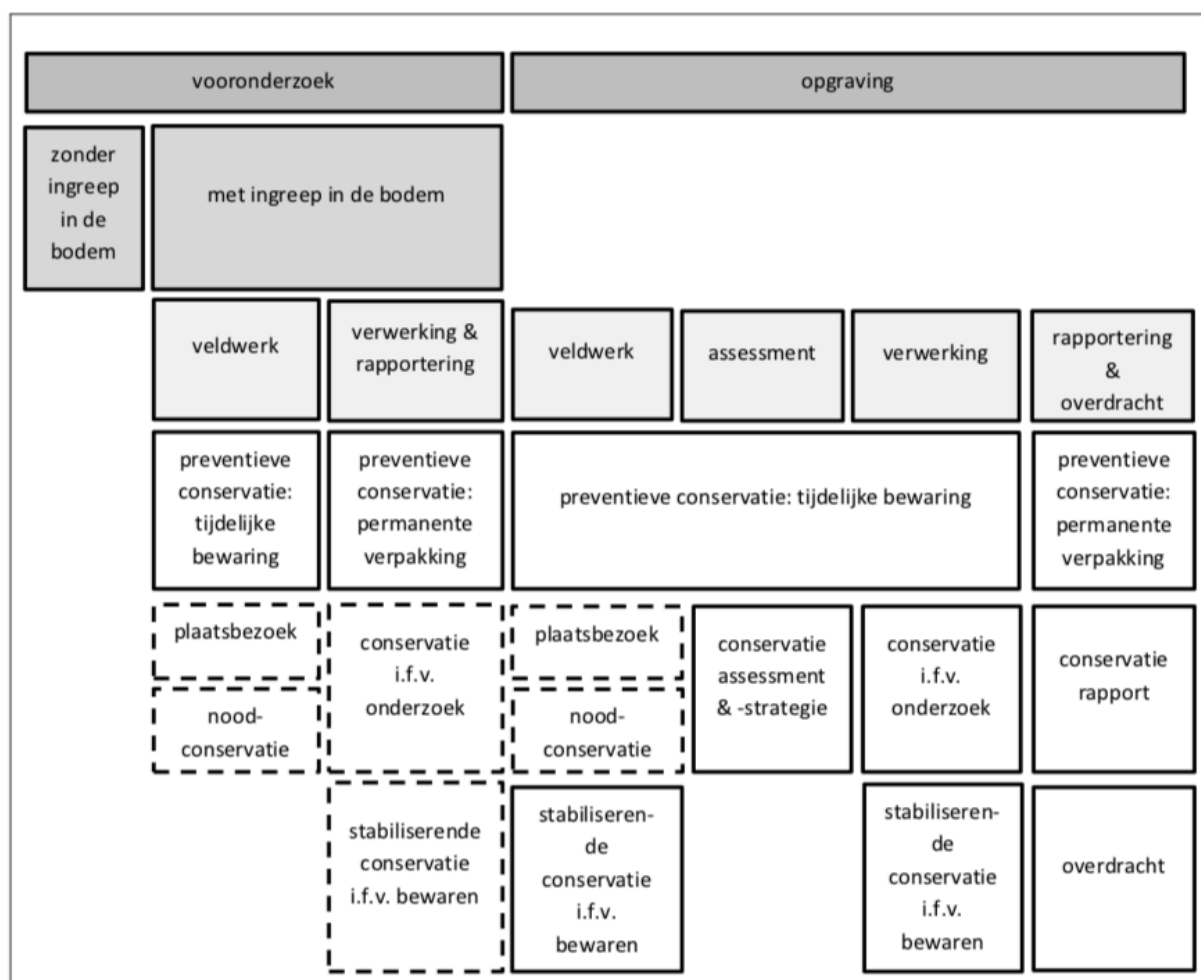 vooronderzoek
opgraving
zonder
ingreep
in de
bodem
met ingreep in de bodem
veldwerk
verwerking &
rapportering
veldwerk
assessment
verwerking
rapportering
&
overdracht
preventieve
conservatie:
tijdelijke
bewaring
preventieve
conservatie:
permanente
verpakking
preventieve conservatie: tijdelijke bewaring
preventieve
conservatie:
permanente
verpakking
plaatsbezoek
nood-
conservatie
conservatie
i.f.v.
onderzoek
plaatsbezoek
nood-
conservatie
conservatie
assessment
& -strategie
conservatie
i.f.v.
onderzoek
conservatie
rapport
stabiliserende
conservatie
i.f.v. bewaren
stabiliseren-
de
conservatie
i.f.v.
bewaren
stabiliseren-
de
conservatie
i.f.v.
bewaren
overdracht